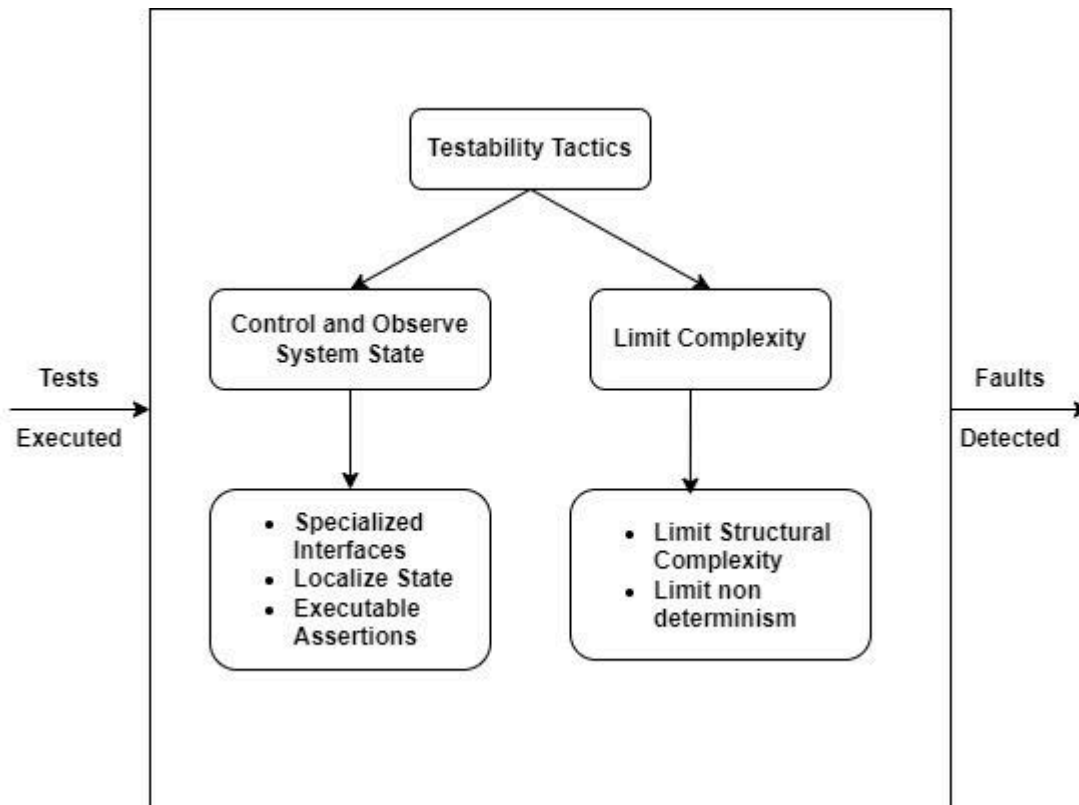 Testability Tactics
Control and Observe
System State
Limit Complexity
Tests
Executed
Faults
Detected
• Specialized
Interfaces
• Localize State
• Executable
Assertions
• Limit Structural
Complexity
• Limit non
determinism